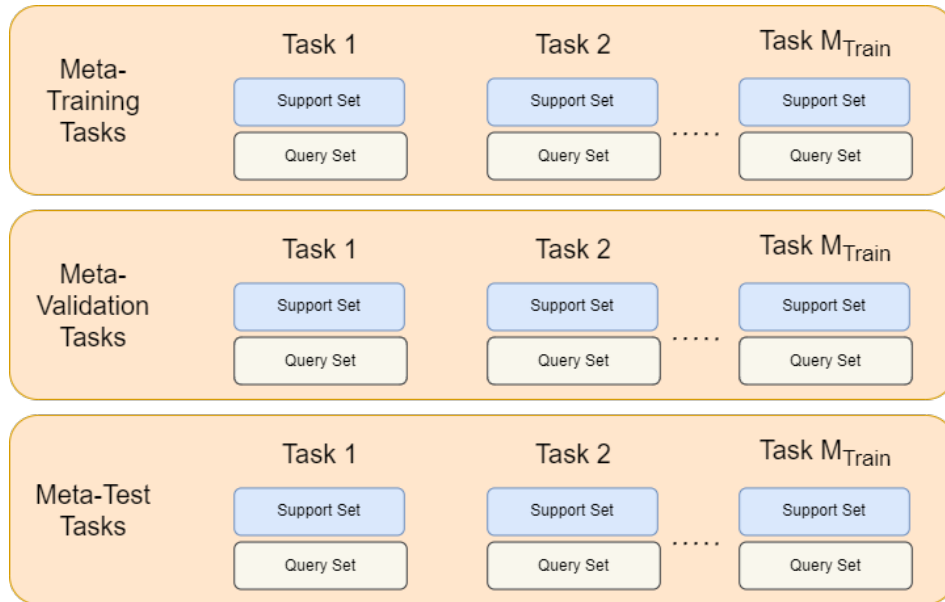 Meta-
Training
Tasks
Task 1
Task 2
Task M_Train
Support Set
Support Set
Support Set
Query Set
Query Set
.....
Query Set
Meta-
Validation
Tasks
Task 1
Task 2
Task M_Train
Support Set
Support Set
Support Set
Query Set
Query Set
.....
Query Set
Meta-Test
Tasks
Task 1
Task 2
Task M_Train
Support Set
Support Set
Support Set
Query Set
Query Set
.....
Query Set